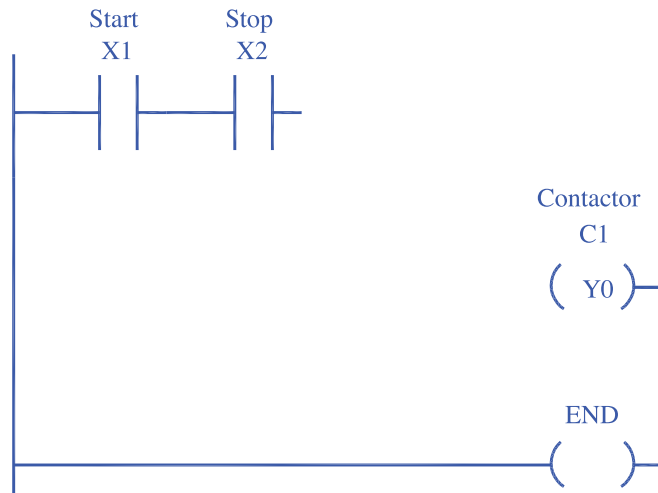 Start Stop
X1 X2
Contactor
C1
Y0
END